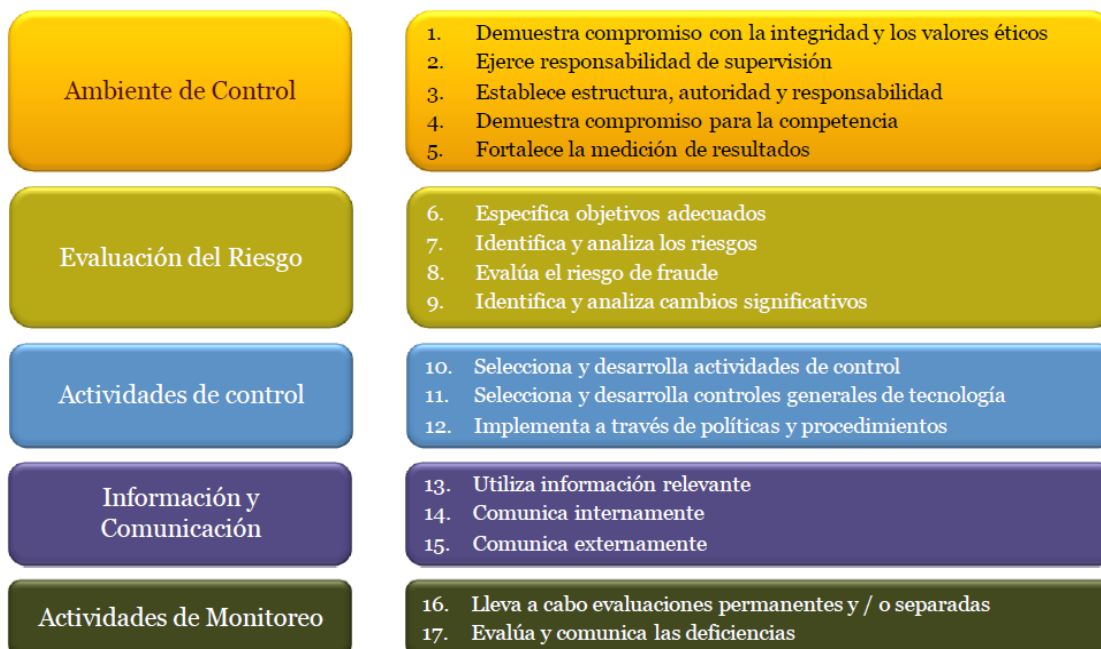 Ambiente de Control
1. Demuestra compromiso con la integridad y los valores éticos
2. Ejerce responsabilidad de supervisión
3. Establece estructura, autoridad y responsabilidad
4. Demuestra compromiso para la competencia
5. Fortalece la medición de resultados
Evaluación del Riesgo
6. Especifica objetivos adecuados
7. Identifica y analiza los riesgos
8. Evalúa el riesgo de fraude
9. Identifica y analiza cambios significativos
Actividades de control
10. Selecciona y desarrolla actividades de control
11. Selecciona y desarrolla controles generales de tecnología
12. Implementa a través de políticas y procedimientos
Información y
Comunicación
13. Utiliza información relevante
14. Comunica internamente
15. Comunica externamente
Actividades de Monitoreo
16. Lleva a cabo evaluaciones permanentes y / o separadas
17. Evalúa y comunica las deficiencias